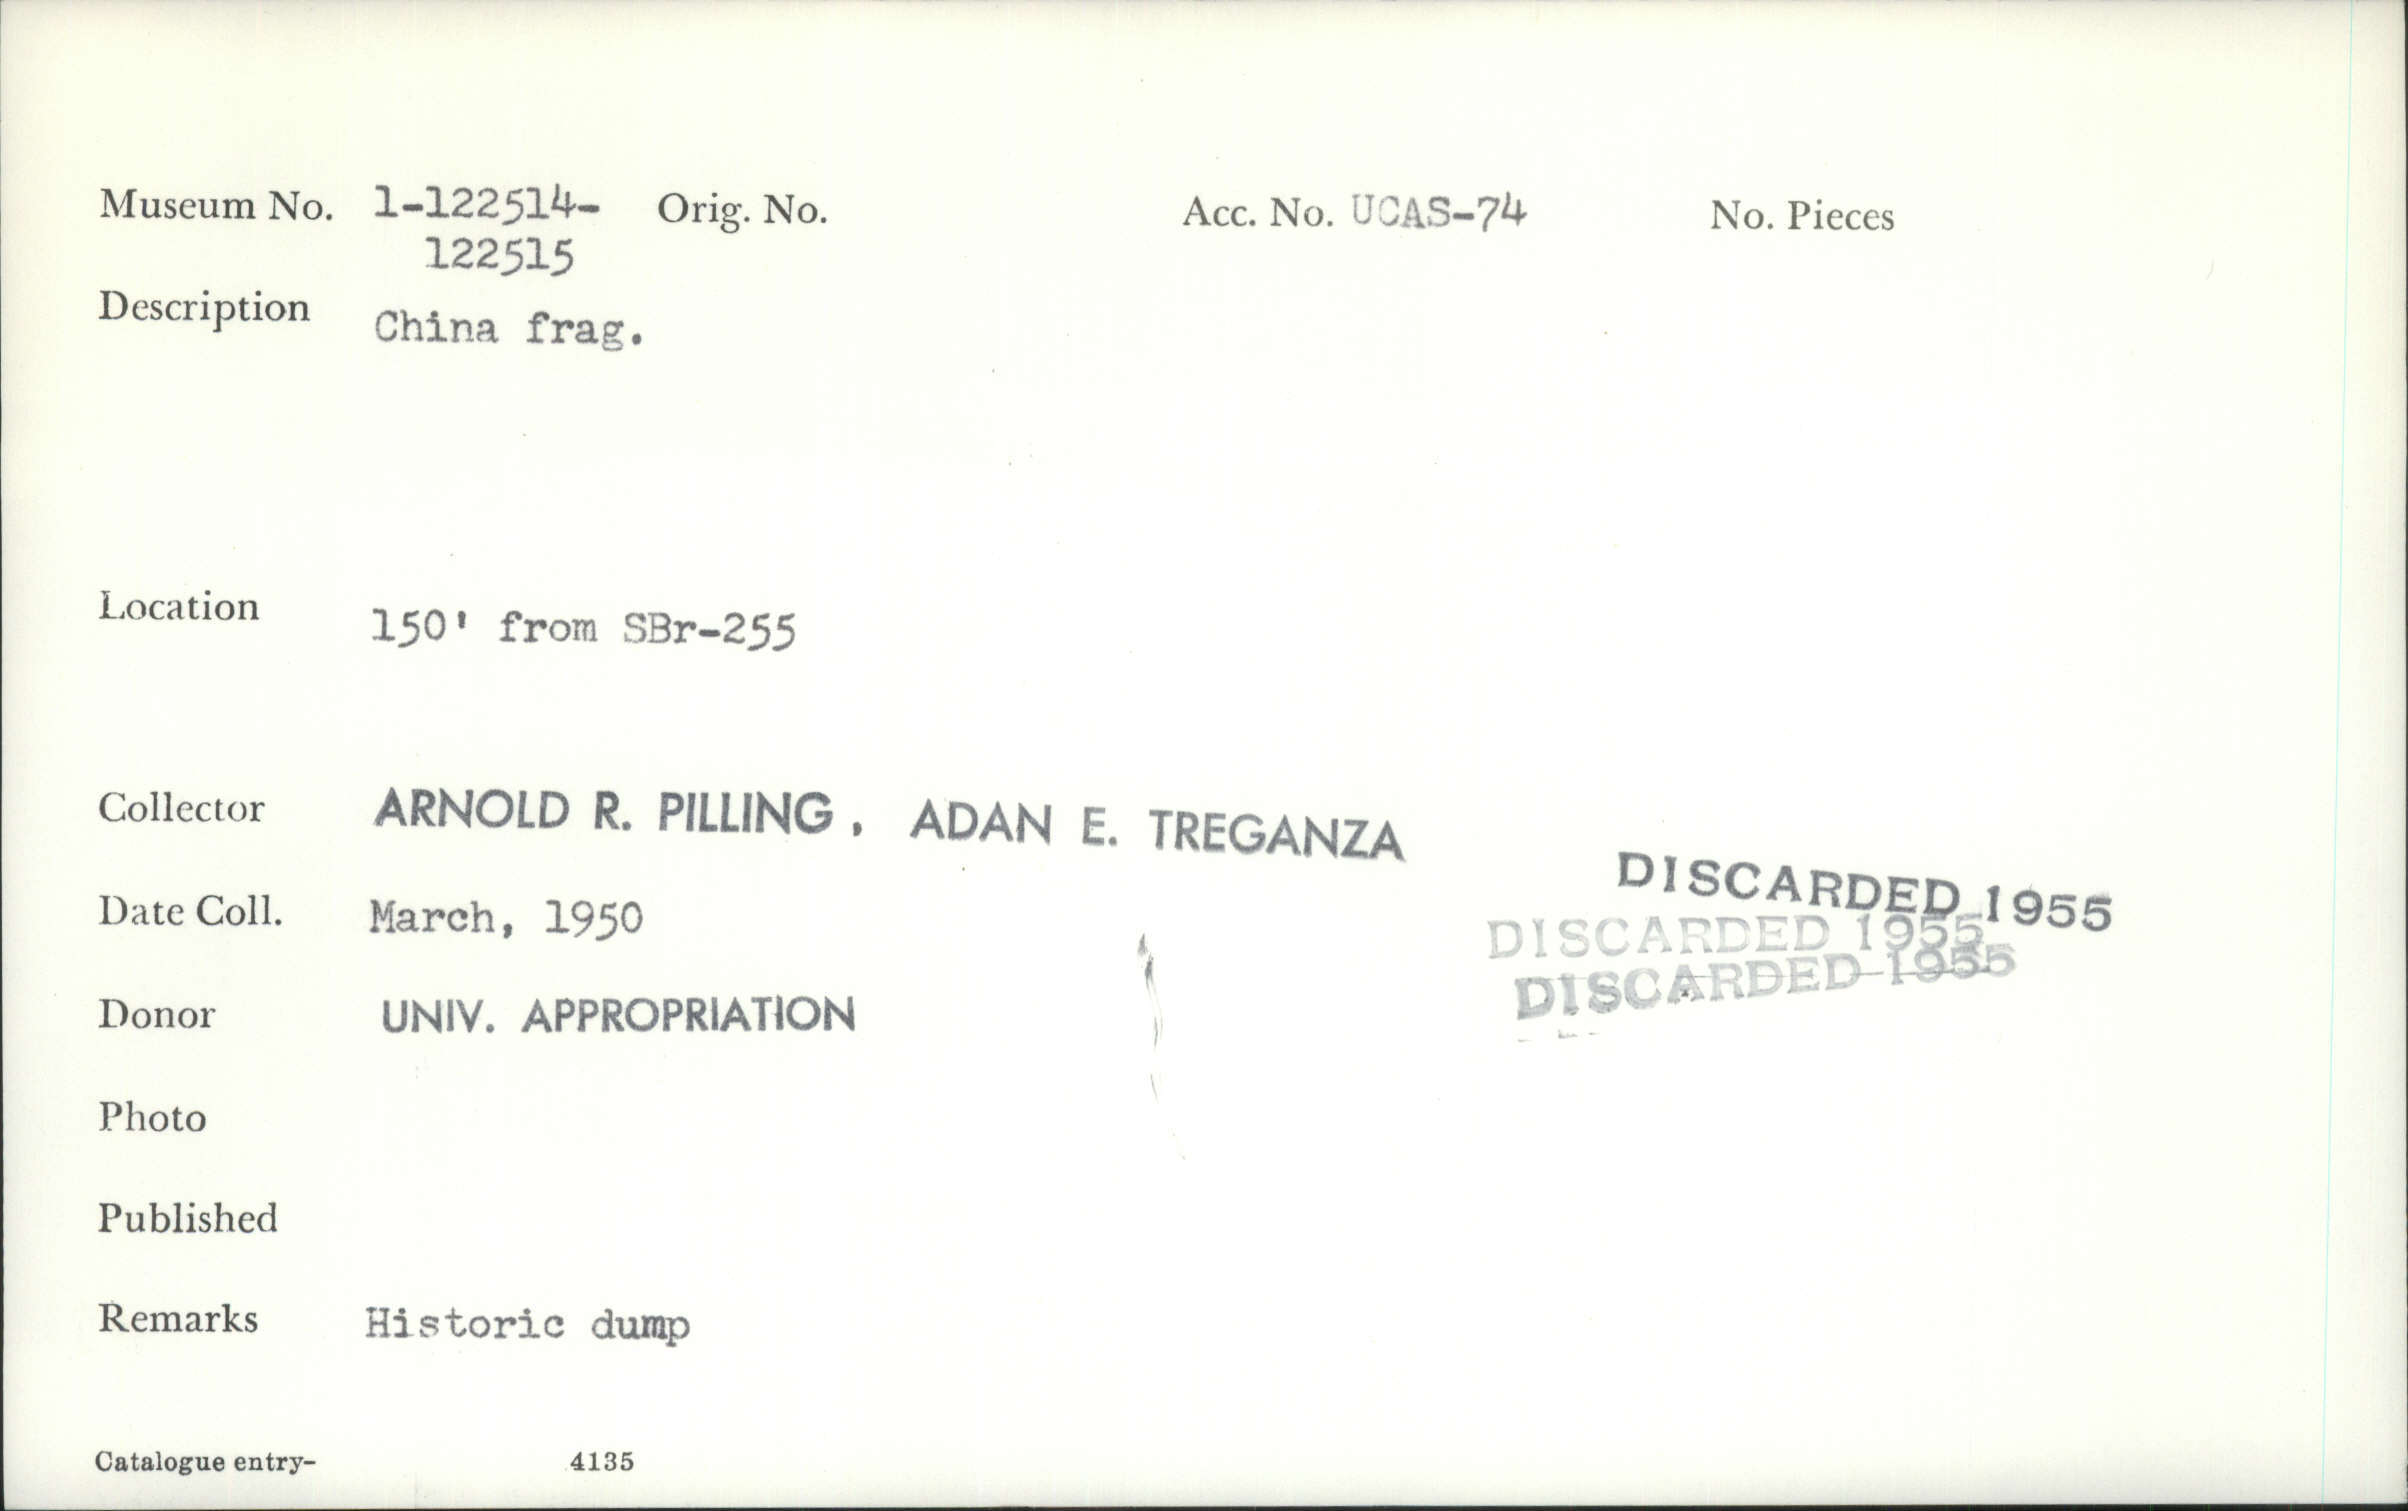 Museum No. 1-122514- Orig. No. Acc. No. UCAS-74 No. Pieces
122515
Description China frag.
Location 150' from SBr-255
Collector ARNOLD R. PILLING, ADAN E. TREGANZA
DISCARDED 1955
Date Coll. March, 1950
DISCARDED 1955
DISCARDED 1955
Donor UNIV. APPROPRIATION
Photo
Published
Remarks Historic dump
Catalogue entry- 4135